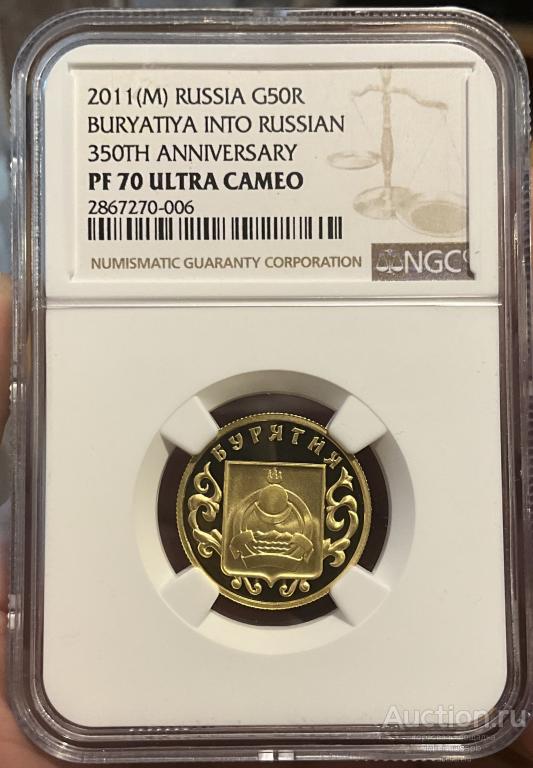 2011(M) RUSSIA G50R
BURYATIYA INTO RUSSIAN
350TH ANNIVERSARY
PF 70 ULTRA CAMEO
2867270-006
NUMISMATIC GUARANTY CORPORATION
NGC
БУРЯТИЯ
Auction.ru